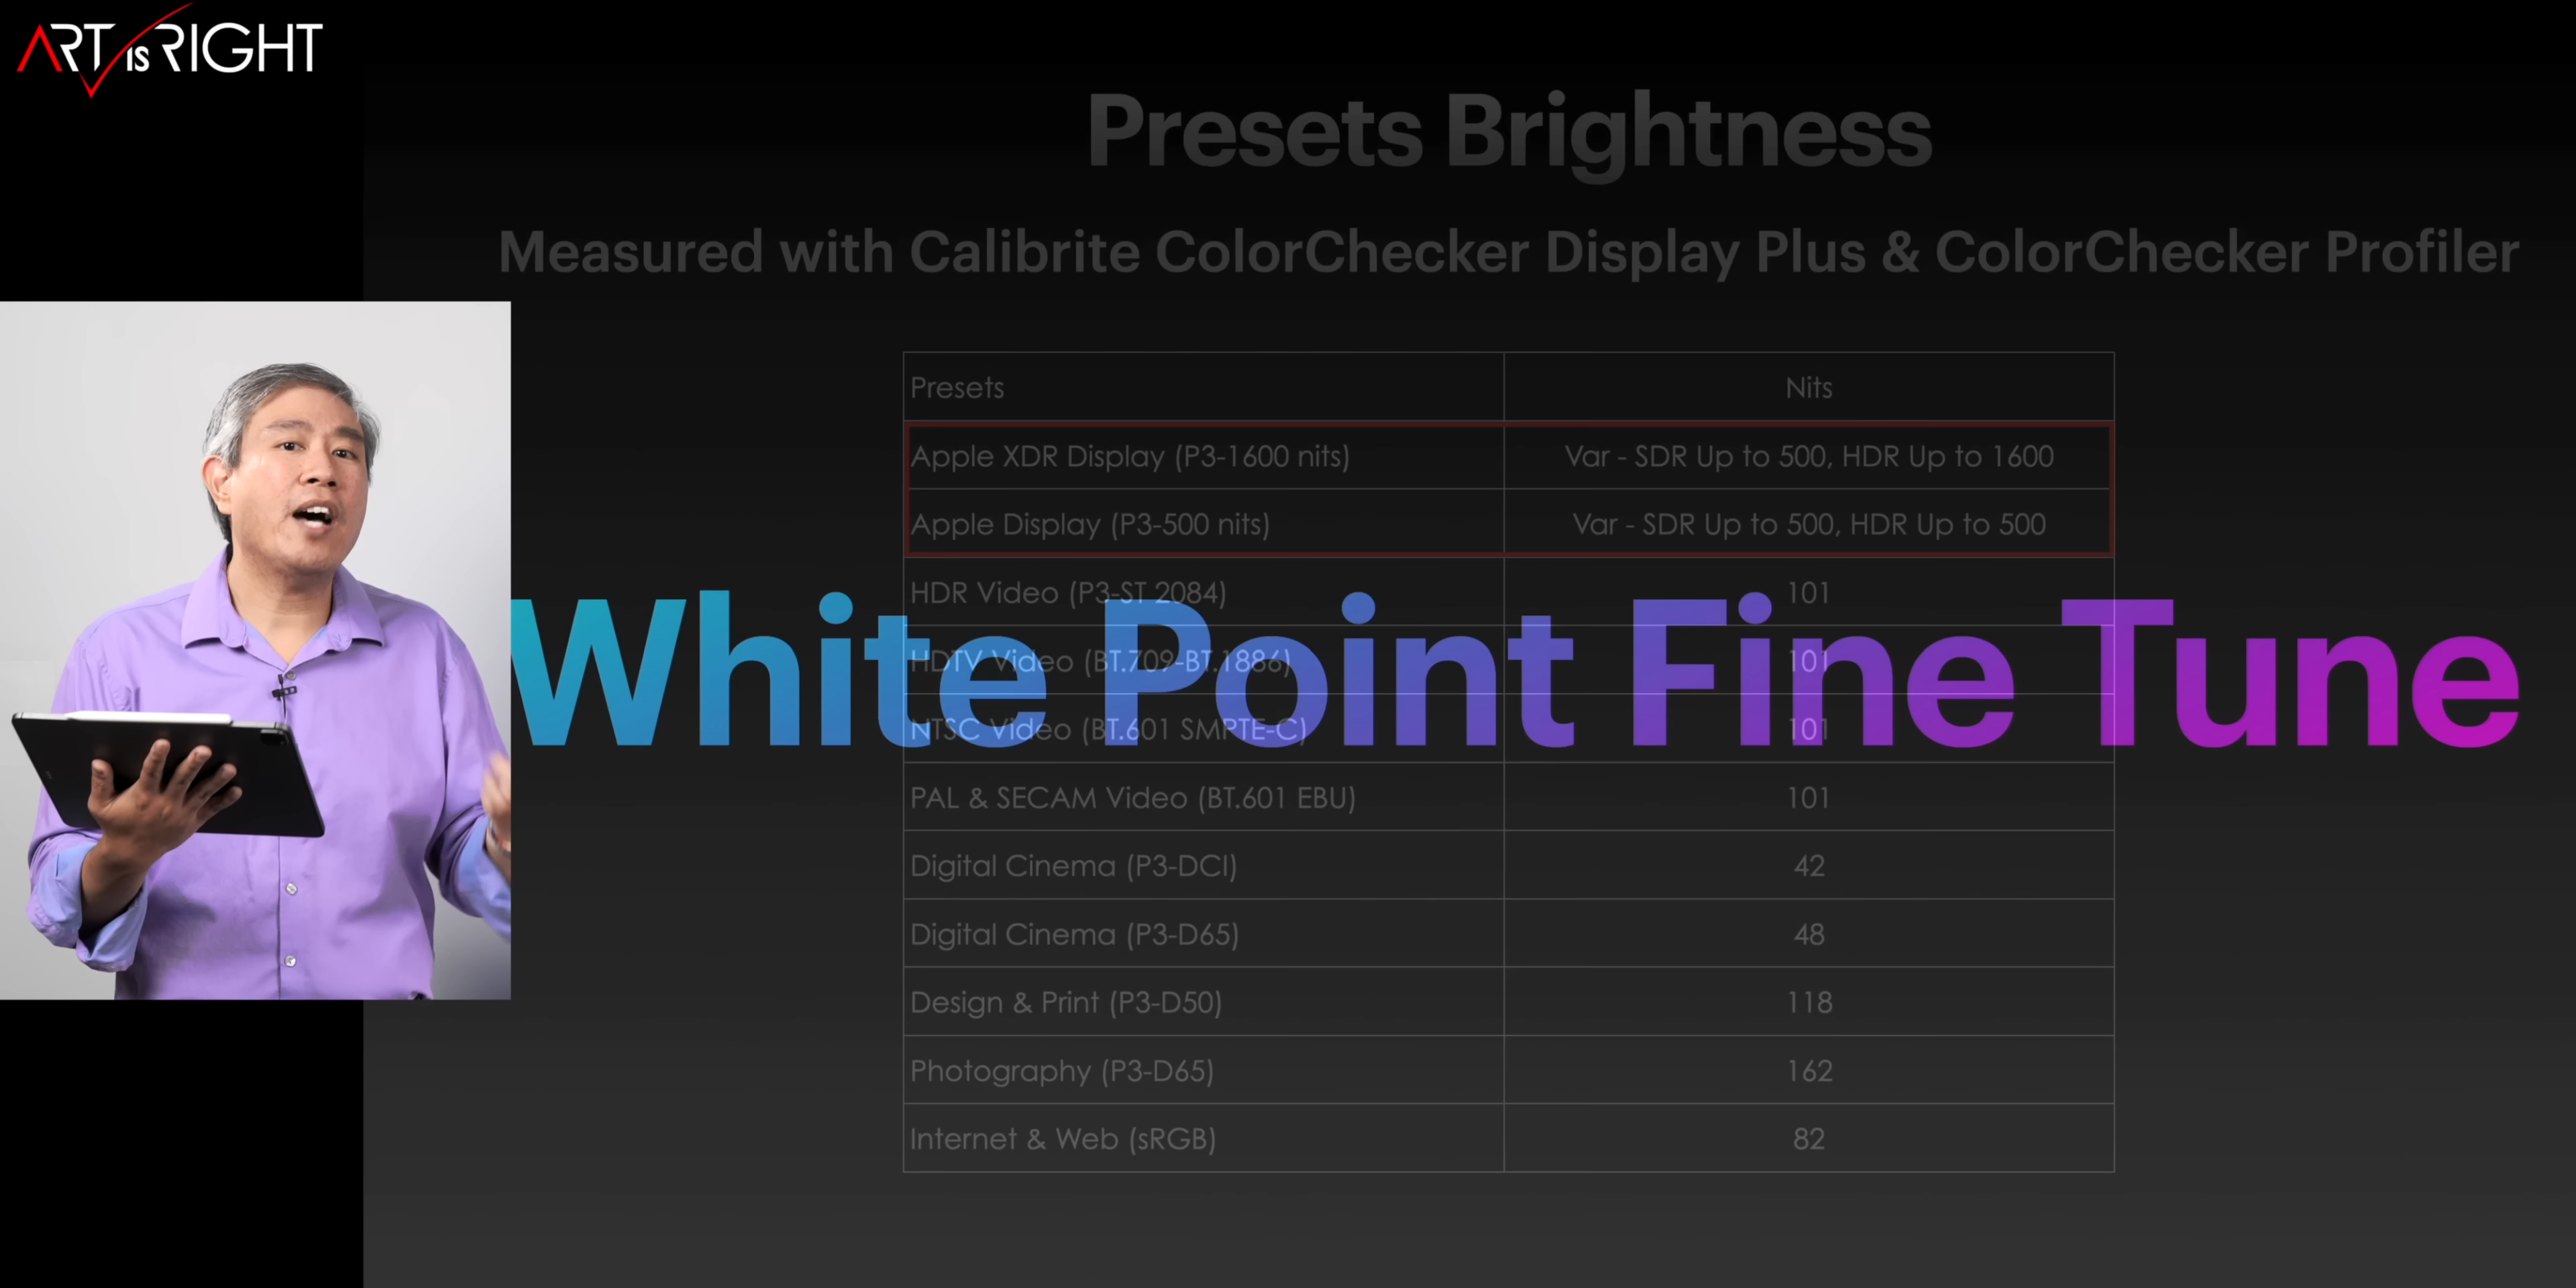 ART IS RIGHT
Presets Brightness
Measured with Calibrite ColorChecker Display Plus & ColorChecker Profiler
Presets Nits
Apple XDR Display (P3-1600 nits) Var - SDR Up to 500, HDR Up to 1600
Apple Display (P3-500 nits) Var - SDR Up to 500, HDR Up to 500
HDR Video (P3-ST 2084) 101
White Point Fine Tune
HDTV Video (BT.709-BT.1886) 101
NTSC Video (BT.601 SMPTE-C) 101
PAL & SECAM Video (BT.601 EBU) 101
Digital Cinema (P3-DCI) 42
Digital Cinema (P3-D65) 48
Design & Print (P3-D50) 118
Photography (P3-D65) 162
Internet & Web (sRGB) 82